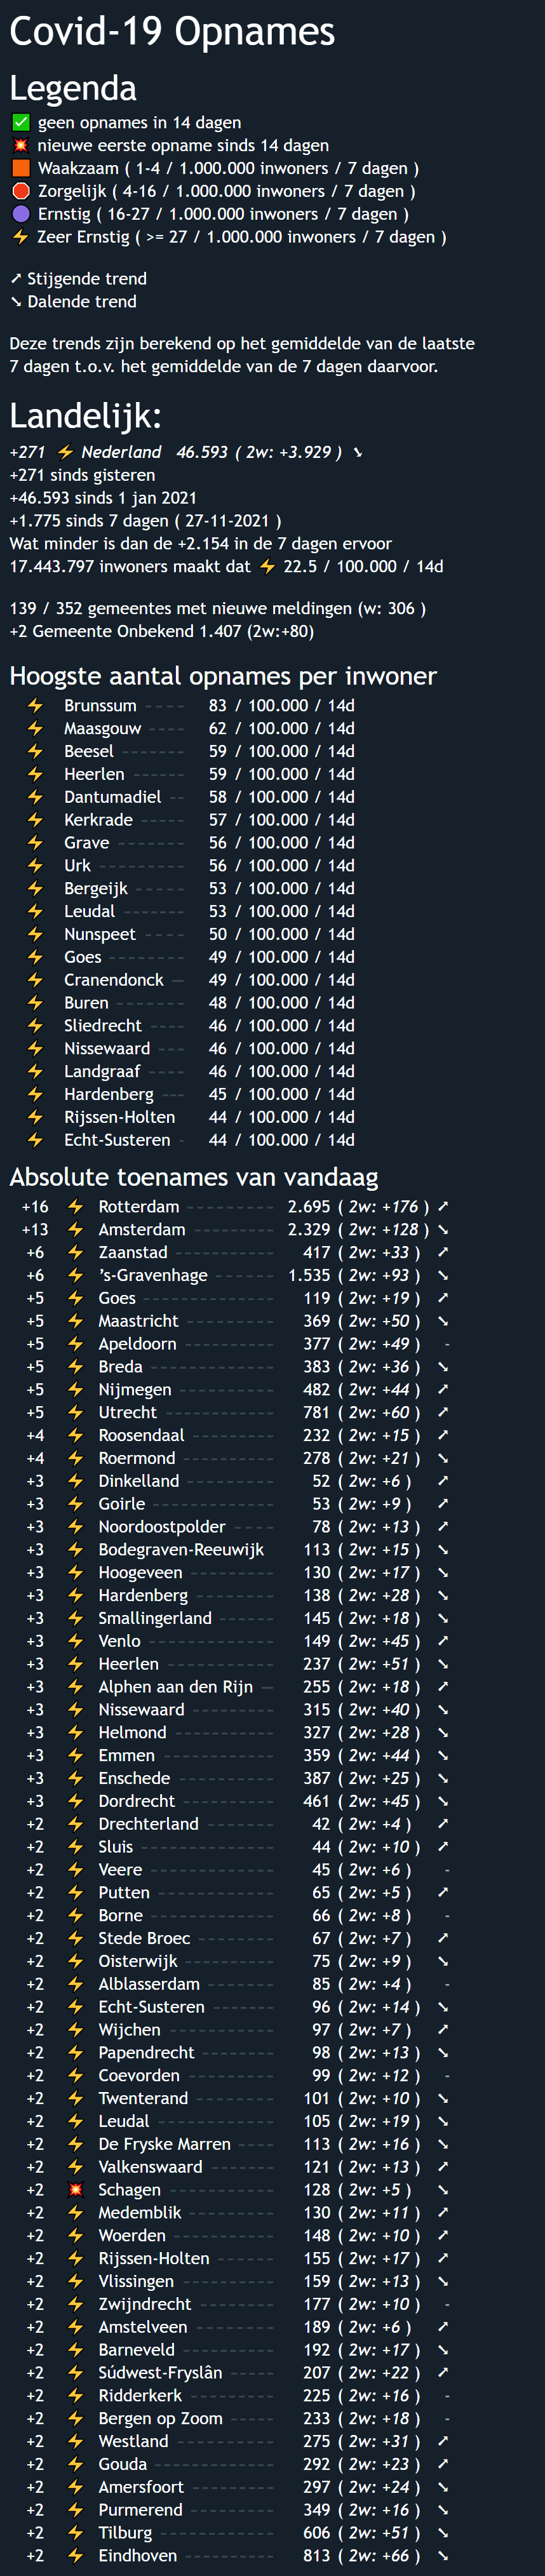 Covid-19 Opnames
Legenda
✅ geen opnames in 14 dagen
💥 nieuwe eerste opname sinds 14 dagen
🟧 Waakzaam ( 1-4 / 1.000.000 inwoners / 7 dagen )
🛑 Zorgelijk ( 4-16 / 1.000.000 inwoners / 7 dagen )
🟣 Ernstig ( 16-27 / 1.000.000 inwoners / 7 dagen )
⚡ Zeer Ernstig ( >= 27 / 1.000.000 inwoners / 7 dagen )
➚ Stijgende trend
➘ Dalende trend
Deze trends zijn berekend op het gemiddelde van de laatste
7 dagen t.o.v. het gemiddelde van de 7 dagen daarvoor.
Landelijk:
+271 ⚡ Nederland 46.593 ( 2w: +3.929 ) ➘
+271 sinds gisteren
+46.593 sinds 1 jan 2021
+1.775 sinds 7 dagen ( 27-11-2021 )
Wat minder is dan de +2.154 in de 7 dagen ervoor
17.443.797 inwoners maakt dat ⚡ 22.5 / 100.000 / 14d
139 / 352 gemeentes met nieuwe meldingen (w: 306 )
+2 Gemeente Onbekend 1.407 (2w:+80)
Hoogste aantal opnames per inwoner
⚡ Brunssum ---- 83 / 100.000 / 14d
⚡ Maasgouw ---- 62 / 100.000 / 14d
⚡ Beesel ------- 59 / 100.000 / 14d
⚡ Heerlen ------ 59 / 100.000 / 14d
⚡ Dantumadiel -- 58 / 100.000 / 14d
⚡ Kerkrade ----- 57 / 100.000 / 14d
⚡ Grave -------- 56 / 100.000 / 14d
⚡ Urk ---------- 56 / 100.000 / 14d
⚡ Bergeijk ----- 53 / 100.000 / 14d
⚡ Leudal ------- 53 / 100.000 / 14d
⚡ Nunspeet ---- 50 / 100.000 / 14d
⚡ Goes --------- 49 / 100.000 / 14d
⚡ Cranendonck -- 49 / 100.000 / 14d
⚡ Buren -------- 48 / 100.000 / 14d
⚡ Sliedrecht ---- 46 / 100.000 / 14d
⚡ Nissewaard --- 46 / 100.000 / 14d
⚡ Landgraaf ---- 46 / 100.000 / 14d
⚡ Hardenberg --- 45 / 100.000 / 14d
⚡ Rijssen-Holten 44 / 100.000 / 14d
⚡ Echt-Susteren - 44 / 100.000 / 14d
Absolute toenames van vandaag
+16 ⚡ Rotterdam ---------- 2.695 ( 2w: +176 ) ➚
+13 ⚡ Amsterdam ---------- 2.329 ( 2w: +128 ) ➘
+6 ⚡ Zaanstad ----------- 417 ( 2w: +33 ) ➚
+6 ⚡ 's-Gravenhage ------- 1.535 ( 2w: +93 ) ➘
+5 ⚡ Goes --------------- 119 ( 2w: +19 ) ➚
+5 ⚡ Maastricht ---------- 369 ( 2w: +50 ) ➘
+5 ⚡ Apeldoorn ---------- 377 ( 2w: +49 ) -
+5 ⚡ Breda -------------- 383 ( 2w: +36 ) ➘
+5 ⚡ Nijmegen ----------- 482 ( 2w: +44 ) ➚
+5 ⚡ Utrecht ------------ 781 ( 2w: +60 ) ➚
+4 ⚡ Roosendaal --------- 232 ( 2w: +15 ) ➚
+4 ⚡ Roermond ---------- 278 ( 2w: +21 ) ➘
+3 ⚡ Dinkelland ---------- 52 ( 2w: +6 ) ➚
+3 ⚡ Goirle -------------- 53 ( 2w: +9 ) ➚
+3 ⚡ Noordoostpolder ----- 78 ( 2w: +13 ) ➚
+3 ⚡ Bodegraven-Reeuwijk 113 ( 2w: +15 ) ➘
+3 ⚡ Hoogeveen ---------- 130 ( 2w: +17 ) ➘
+3 ⚡ Hardenberg --------- 138 ( 2w: +28 ) ➘
+3 ⚡ Smallingerland ------- 145 ( 2w: +18 ) ➘
+3 ⚡ Venlo -------------- 149 ( 2w: +45 ) ➚
+3 ⚡ Heerlen ------------ 237 ( 2w: +51 ) ➘
+3 ⚡ Alphen aan den Rijn -- 255 ( 2w: +18 ) ➚
+3 ⚡ Nissewaard --------- 315 ( 2w: +40 ) ➘
+3 ⚡ Helmond ----------- 327 ( 2w: +28 ) ➘
+3 ⚡ Emmen ------------- 359 ( 2w: +44 ) ➘
+3 ⚡ Enschede ----------- 387 ( 2w: +25 ) ➘
+3 ⚡ Dordrecht ---------- 461 ( 2w: +45 ) ➘
+2 ⚡ Drechterland -------- 42 ( 2w: +4 ) ➚
+2 ⚡ Sluis --------------- 44 ( 2w: +10 ) ➚
+2 ⚡ Veere -------------- 45 ( 2w: +6 ) -
+2 ⚡ Putten ------------- 65 ( 2w: +5 ) ➚
+2 ⚡ Borne -------------- 66 ( 2w: +8 ) -
+2 ⚡ Stede Broec --------- 67 ( 2w: +7 ) ➚
+2 ⚡ Oisterwijk ---------- 75 ( 2w: +9 ) ➘
+2 ⚡ Alblasserdam -------- 85 ( 2w: +4 ) -
+2 ⚡ Echt-Susteren ------- 96 ( 2w: +14 ) ➘
+2 ⚡ Wijchen ------------ 97 ( 2w: +7 ) ➚
+2 ⚡ Papendrecht -------- 98 ( 2w: +13 ) ➘
+2 ⚡ Coevorden ---------- 99 ( 2w: +12 ) -
+2 ⚡ Twenterand --------- 101 ( 2w: +10 ) ➘
+2 ⚡ Leudal ------------- 105 ( 2w: +19 ) ➘
+2 ⚡ De Fryske Marren ----- 113 ( 2w: +16 ) ➘
+2 ⚡ Valkenswaard -------- 121 ( 2w: +13 ) ➚
+2 💥 Schagen ------------ 128 ( 2w: +5 ) ➘
+2 ⚡ Medemblik ---------- 130 ( 2w: +11 ) ➚
+2 ⚡ Woerden ----------- 148 ( 2w: +10 ) ➚
+2 ⚡ Rijssen-Holten ------- 155 ( 2w: +17 ) ➚
+2 ⚡ Vlissingen ----------- 159 ( 2w: +13 ) ➘
+2 ⚡ Zwijndrecht --------- 177 ( 2w: +10 ) -
+2 ⚡ Amstelveen --------- 189 ( 2w: +6 ) ➚
+2 ⚡ Barneveld ---------- 192 ( 2w: +17 ) ➘
+2 ⚡ Súdwest-Fryslân ----- 207 ( 2w: +22 ) ➚
+2 ⚡ Ridderkerk ---------- 225 ( 2w: +16 ) -
+2 ⚡ Bergen op Zoom ----- 233 ( 2w: +18 ) -
+2 ⚡ Westland ----------- 275 ( 2w: +31 ) ➚
+2 ⚡ Gouda -------------- 292 ( 2w: +23 ) ➚
+2 ⚡ Amersfoort ---------- 297 ( 2w: +24 ) ➘
+2 ⚡ Purmerend ---------- 349 ( 2w: +16 ) ➘
+2 ⚡ Tilburg ------------- 606 ( 2w: +51 ) ➘
+2 ⚡ Eindhoven ---------- 813 ( 2w: +66 ) ➘